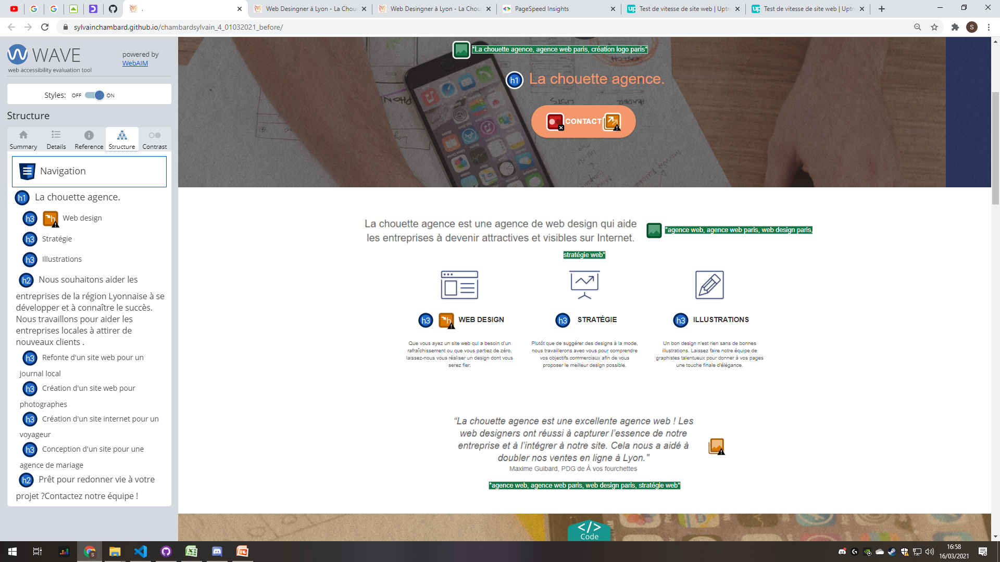 .
Web Desingner à Lyon - La Chou
Web Desingner à Lyon - La Chou
PageSpeed Insights
Test de vitesse de site web | Uptr
Test de vitesse de site web | Uptr
sylvainchambard.github.io/chambardsylvain_4_01032021_before/
S
WAVE
web accessibility evaluation tool
powered by
WebAIM
Styles: OFF ON
Structure
Summary Details Reference Structure Contrast
Navigation
h1 La chouette agence.
h3 Web design
h3 Stratégie
h3 Illustrations
h2 Nous souhaitons aider les
entreprises de la région Lyonnaise à se
développer et à connaître le succès.
Nous travaillons pour aider les
entreprises locales à attirer de
nouveaux clients .
h3 Refonte d'un site web pour un
journal local
h3 Création d'un site web pour
photographes
h3 Création d'un site internet pour un
voyageur
h3 Conception d'un site pour une
agence de mariage
h2 Prêt pour redonner vie à votre
projet ?Contactez notre équipe !
*La chouette agence, agence web paris, création logo paris*
h1 La chouette agence.
CONTACT
La chouette agence est une agence de web design qui aide
les entreprises à devenir attractives et visibles sur Internet.
*agence web, agence web paris, web design paris,
stratégie web*
h3 WEB DESIGN
Que vous ayez un site web qui a besoin d'un
rafraîchissement ou que vous partiez de zéro,
laissez-nous vous réaliser un design dont vous
serez fier.
h3 STRATÉGIE
Plutôt que de suggérer des designs à la mode,
nous travaillerons avec vous pour comprendre
vos objectifs commerciaux afin de vous
proposer le meilleur design possible.
h3 ILLUSTRATIONS
Un bon design n'est rien sans de bonnes
illustrations. Laissez faire notre équipe de
graphistes talentueux pour donner à vos pages
une touche finale d'élégance.
“La chouette agence est une excellente agence web ! Les
web designers ont réussi à capturer l’essence de notre
entreprise et à l’intégrer à notre site. Cela nous a aidé à
doubler nos ventes en ligne à Lyon."
Maxime Guibard, PDG de À vos fourchettes
*agence web, agence web paris, web design paris, stratégie web*
</>
Code
16:58
16/03/2021